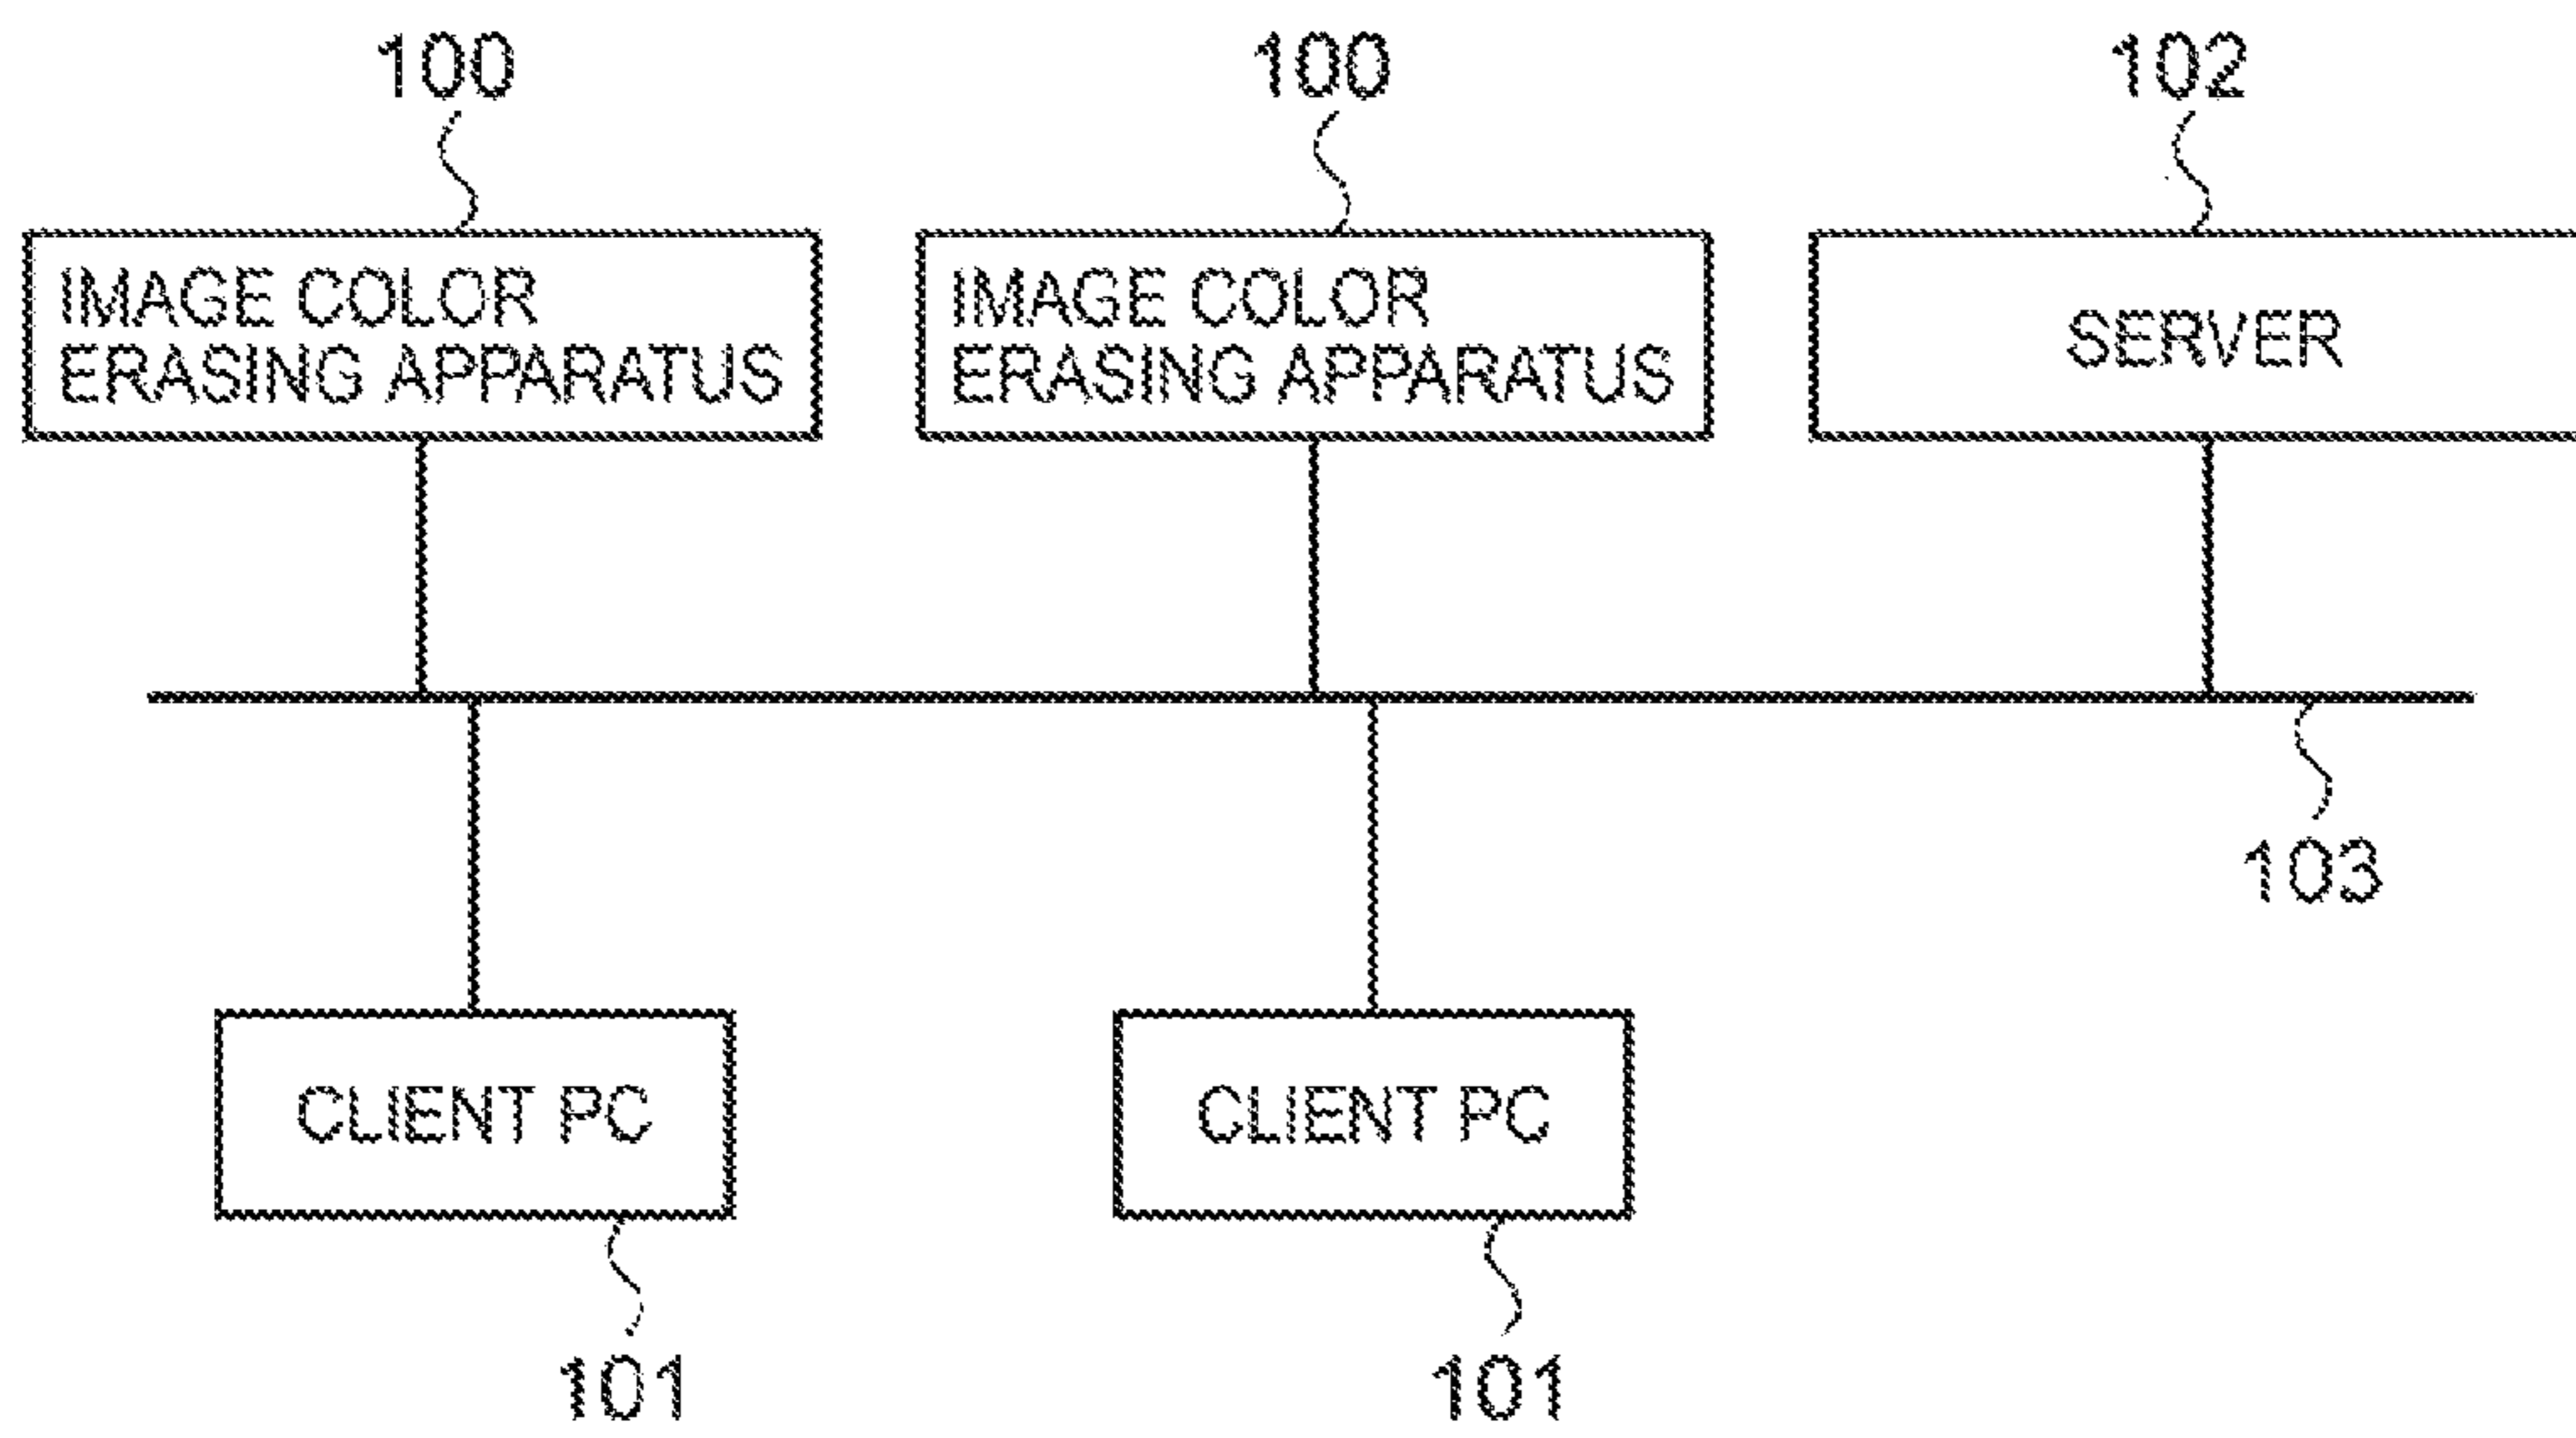 100
100
102
IMAGE COLOR
ERASING APPARATUS
IMAGE COLOR
ERASING APPARATUS
SERVER
103
CLIENT PC
CLIENT PC
101
101